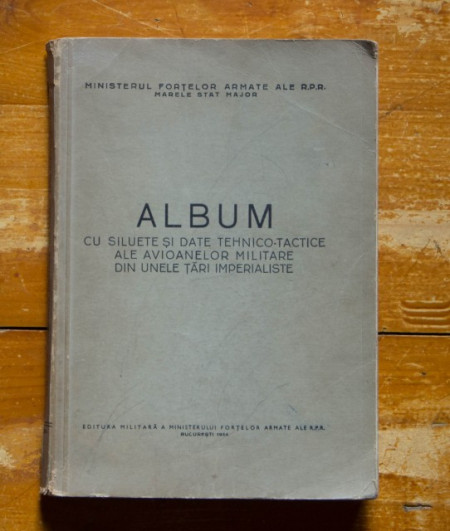 MINISTERUL FORȚELOR ARMATE ALE R.P.R.
MARELE STAT MAJOR
ALBUM
CU SILUETE ȘI DATE TEHNICO-TACTICE
ALE AVIOANELOR MILITARE
DIN UNELE ȚĂRI IMPERIALISTE
EDITURA MILITARĂ A MINISTERULUI FORȚELOR ARMATE ALE R.P.R.
BUCUREȘTI